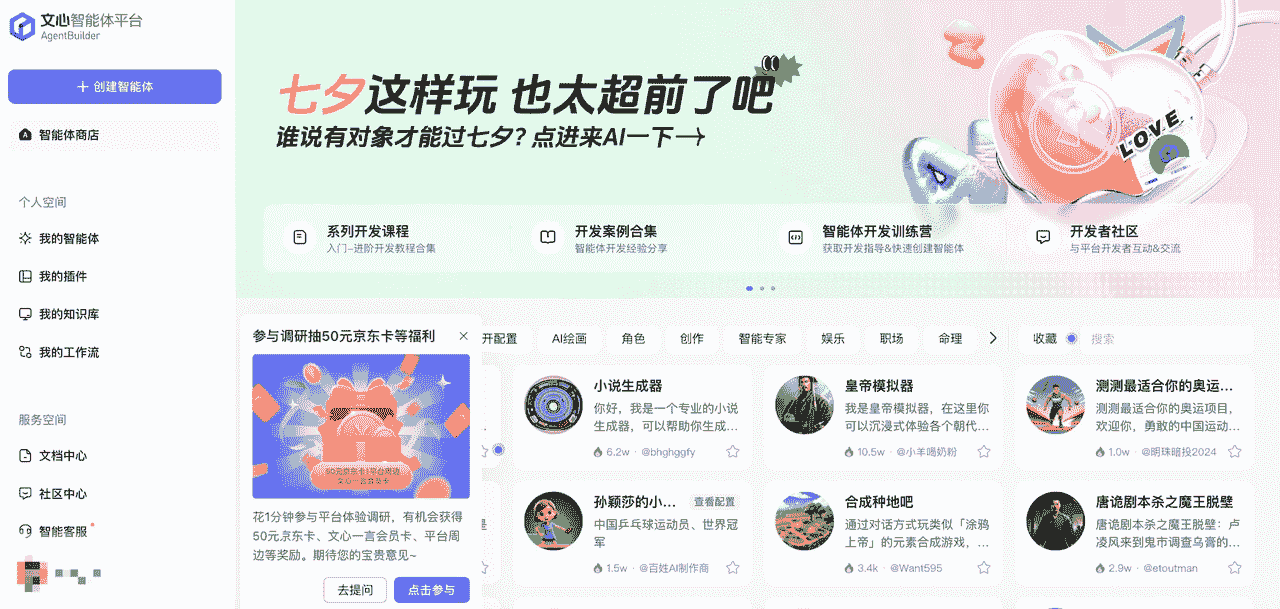 文心智能体平台
AgentBuilder
创建智能体
智能体商店
个人空间
我的智能体
我的插件
我的知识库
我的工作流
服务空间
文档中心
社区中心
智能客服
七夕这样玩 也太超前了吧
谁说有对象才能过七夕?点进来AI一下
LOVE
系列开发课程
入门-进阶开发教程合集
开发案例合集
智能体开发经验分享
智能体开发训练营
获取开发指导&快速创建智能体
开发者社区
与平台开发者互动&交流
参与调研抽50元京东卡等福利
50元京东卡+平台周边
文心一言会员卡
花1分钟参与平台体验调研,有机会获得
50元京东卡、文心一言会员卡、平台周
边等奖励。期待您的宝贵意见~
去提问
点击参与
开配置
AI绘画
角色
创作
智能专家
娱乐
职场
命理
收藏
搜索
小说生成器
你好,我是一个专业的小说
生成器,可以帮助你生成...
6.2w · @bhghggfy
皇帝模拟器
我是皇帝模拟器,在这里你
可以沉浸式体验各个朝代...
10.5w · @小羊喝奶粉
测测最适合你的奥运...
测测最适合你的奥运项目,
欢迎你,勇敢的中国运动...
1.0w · @明珠暗投2024
孙颖莎的小...
查看配置
中国乒乓球运动员、世界冠
军
1.5w · @百姓AI制作商
合成种地吧
通过对话方式玩类似「涂鸦
上帝」的元素合成游戏,...
3.4k · @Want595
唐诡剧本杀之魔王脱壁
唐诡剧本杀之魔王脱壁:卢
凌风来到鬼市调查乌膏的...
2.9w · @etoutman